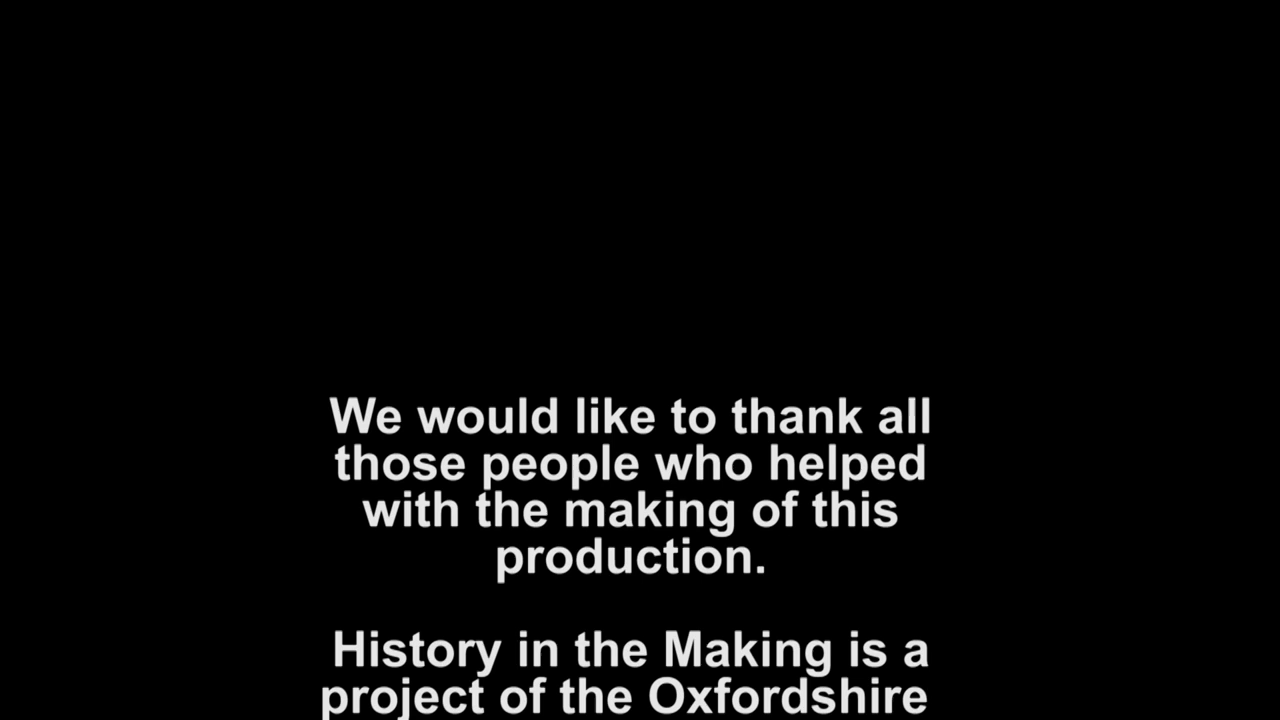 We would like to thank all
those people who helped
with the making of this
production.
History in the Making is a
project of the Oxfordshire